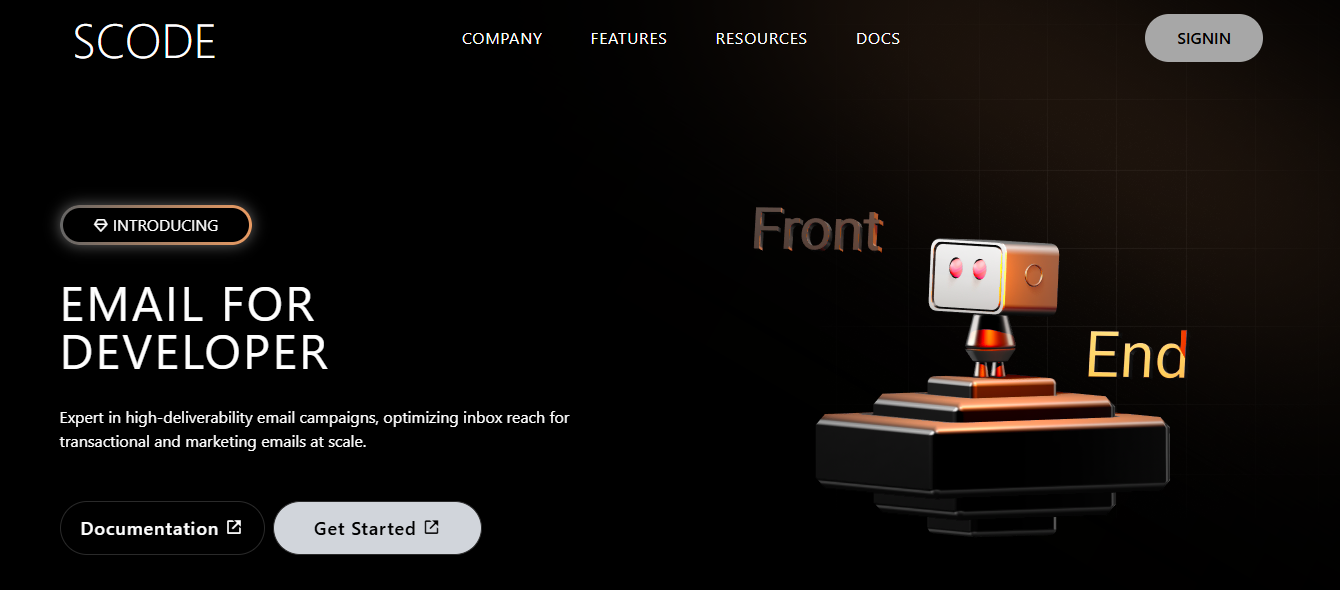 SCODE
COMPANY FEATURES RESOURCES DOCS
SIGNIN
INTRODUCING
EMAIL FOR
DEVELOPER
Expert in high-deliverability email campaigns, optimizing inbox reach for
transactional and marketing emails at scale.
Documentation
Get Started
Front
End